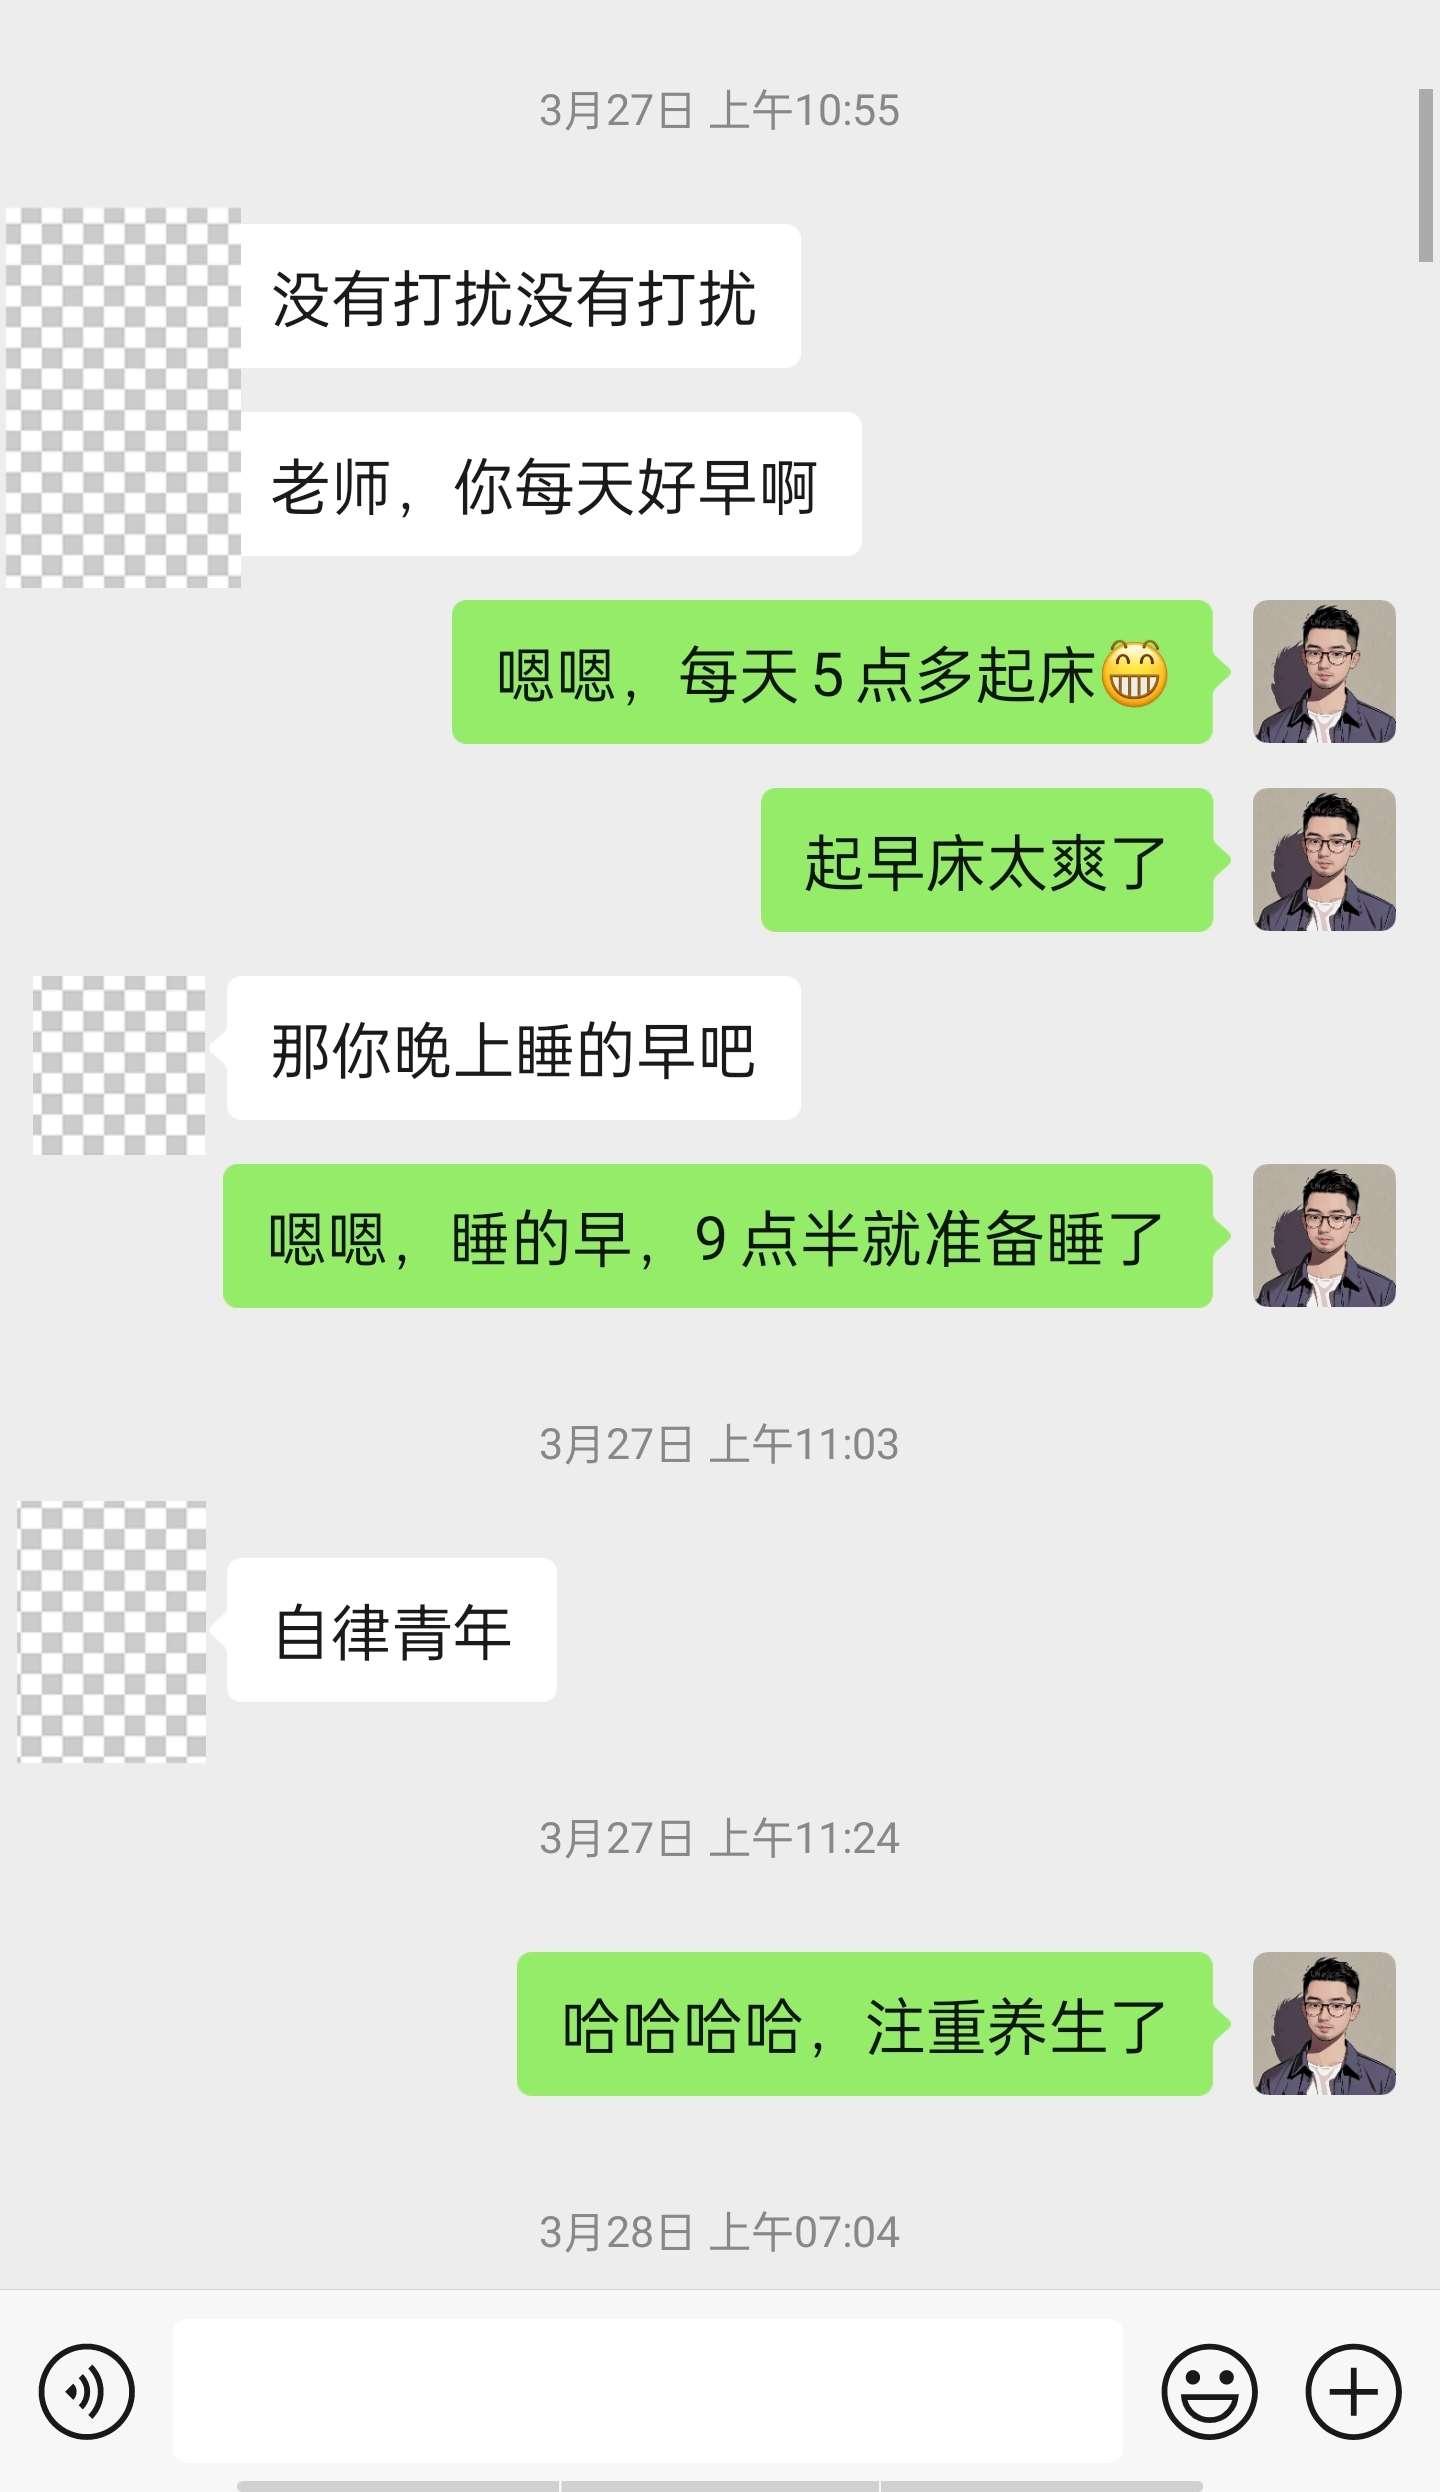 3月27日 上午10:55
没有打扰没有打扰
老师，你每天好早啊
嗯嗯，每天5点多起床😁
起早床太爽了
那你晚上睡的早吧
嗯嗯，睡的早，9点半就准备睡了
3月27日 上午11:03
自律青年
3月27日 上午11:24
哈哈哈哈，注重养生了
3月28日 上午07:04